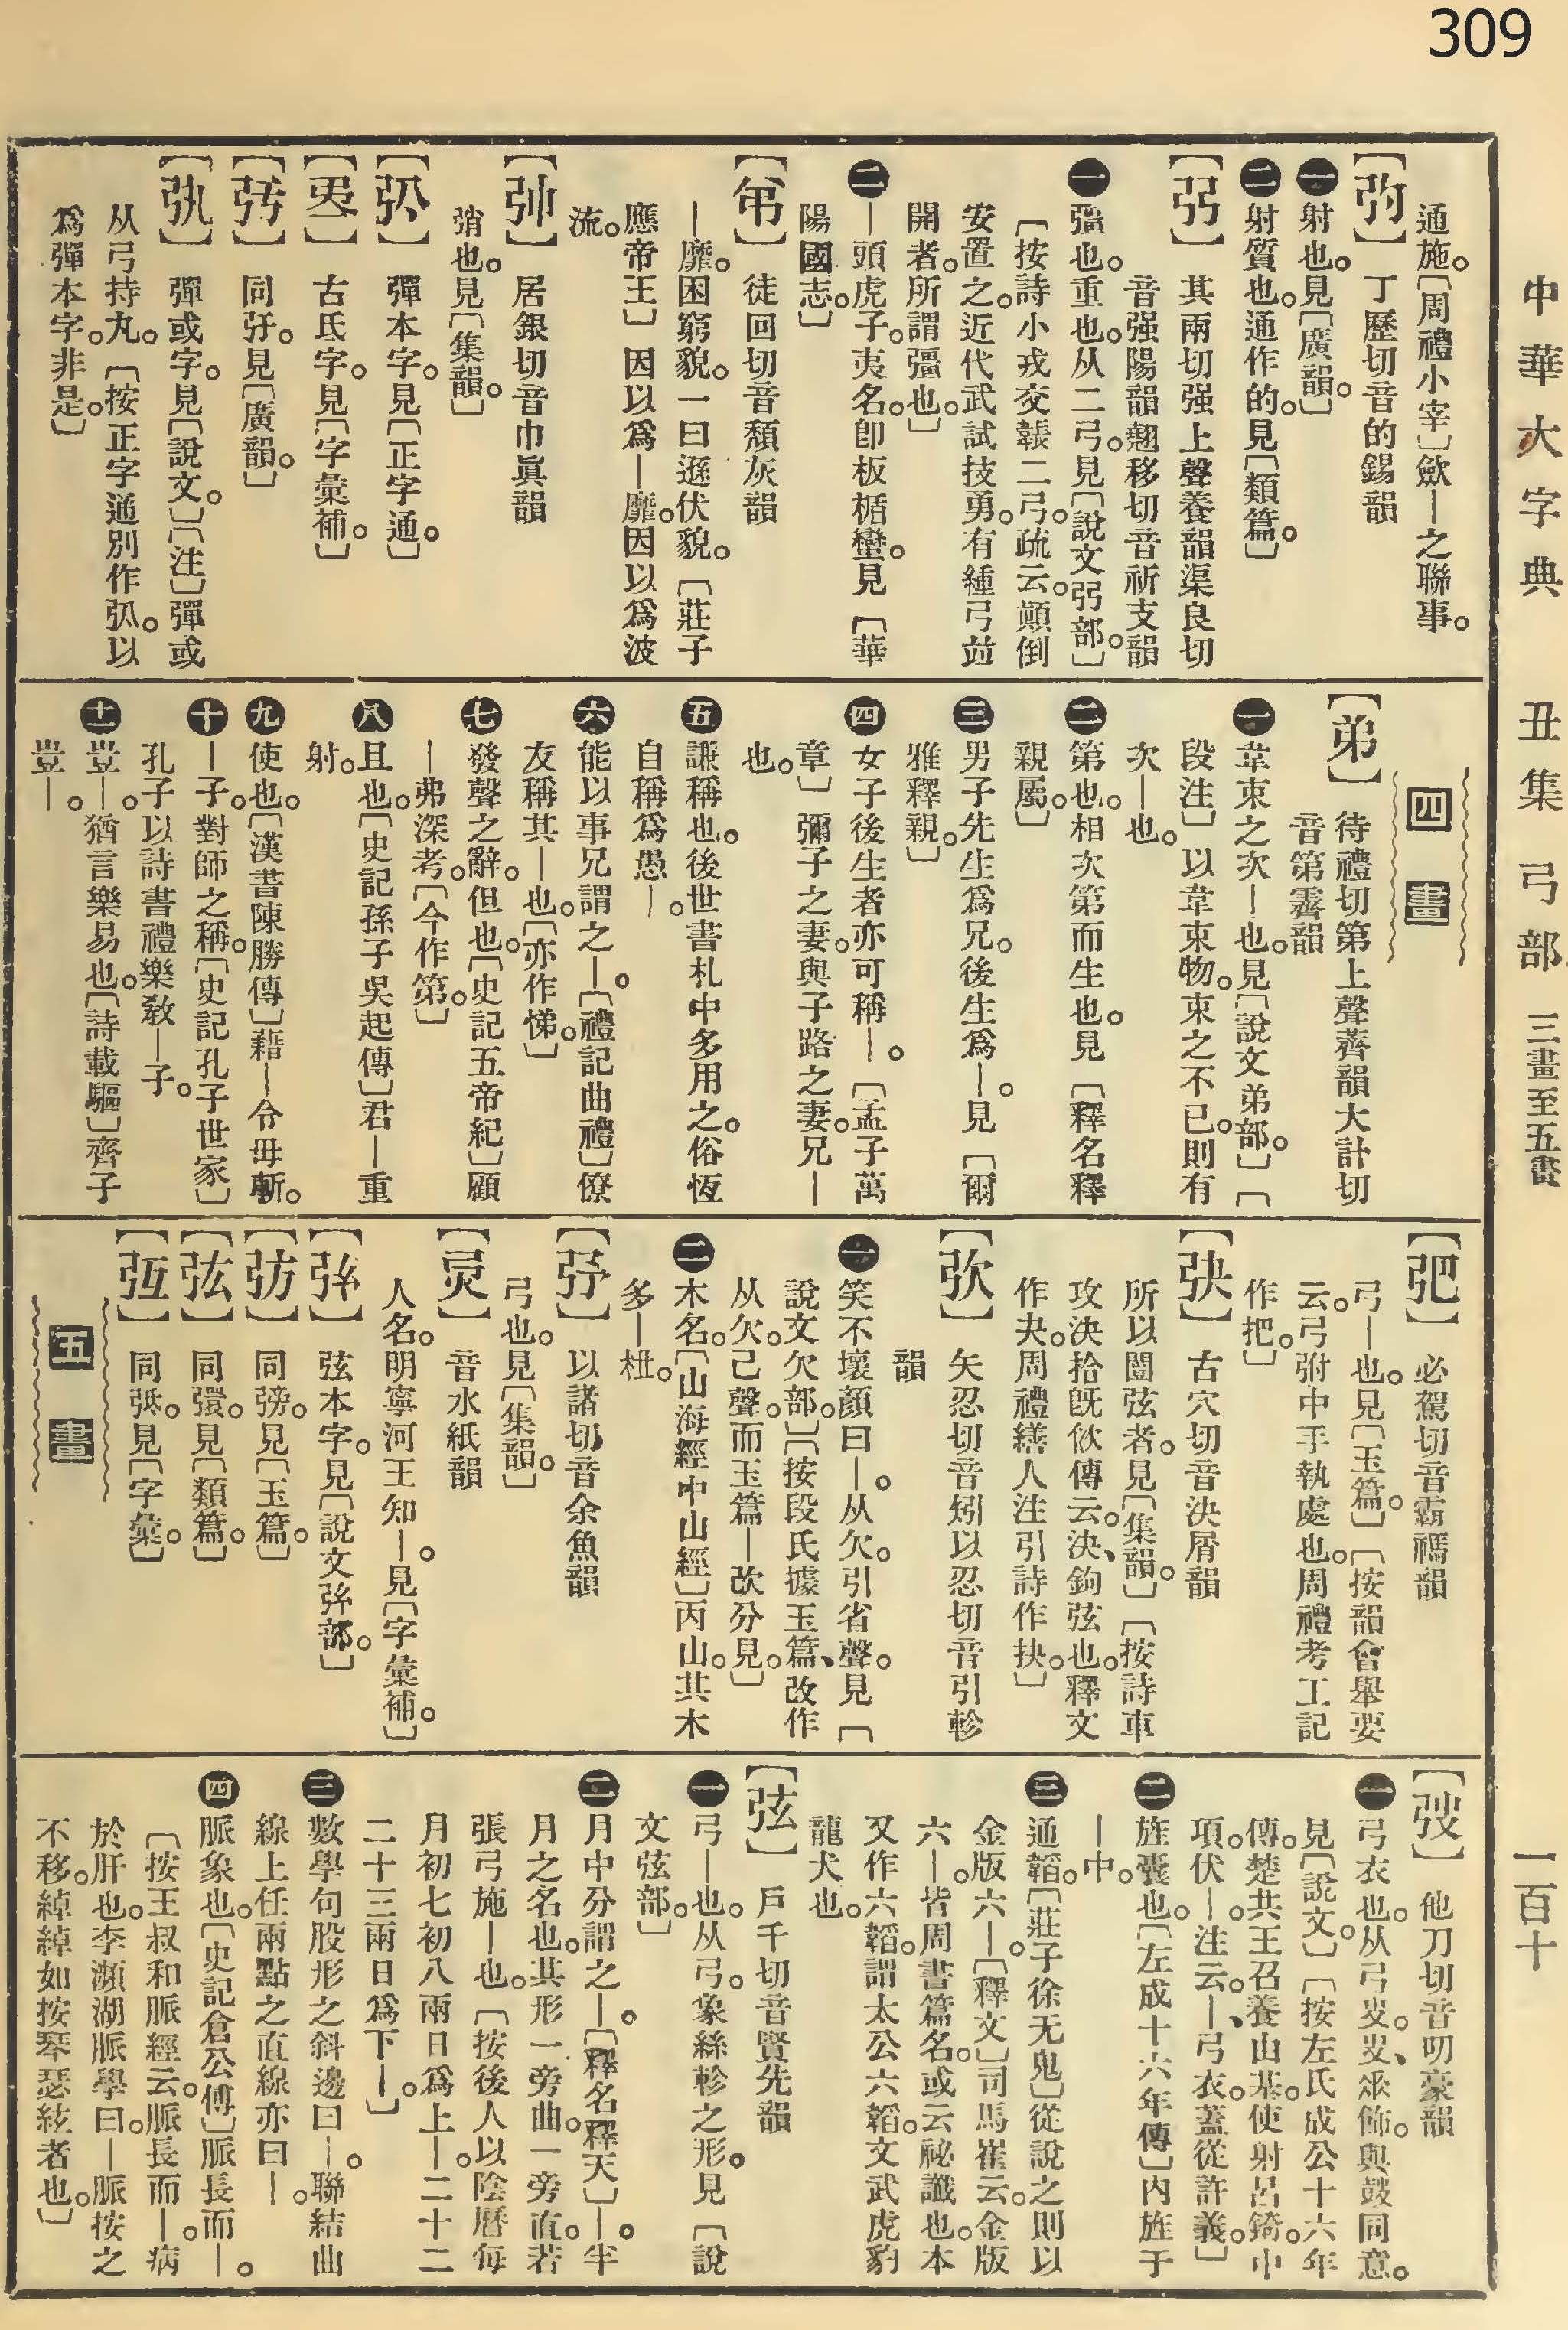 309
中華大字典 丑集 弓部 三畫至五畫 一百十
通施。〔周禮小宰〕斂｜之聯事。
【弡】丁歷切音的錫韻
㊀射也。見〔廣韻。〕
㊁射質也。通作的。見〔類篇。〕
【弜】其兩切强上聲養韻渠良切
音强陽韻翹移切音祈支韻
㊀彊也。重也。从二弓。見〔說文弜部。〕
〔按詩小戎交韔二弓。疏云。顚倒
安置之。近代武試技勇。有緟弓竝
開者。所謂彊也。〕
㊁｜頭虎子。夷名。卽板楯蠻。見〔華
陽國志。〕
【弚】徒回切音頹灰韻
｜靡。困窮貌。一曰遜伏貌。〔莊子
應帝王〕因以爲｜靡。因以爲波
流。
【弙】居銀切音巾眞韻
弰也。見〔集韻。〕
彈本字。見〔正字通。〕
古氐字。見〔字彙補。〕
同弙。見〔廣韻。〕
彈或字。見〔說文。〕〔注〕彈或
从弓持丸。〔按正字通別作弤。以
爲彈本字。非是。〕
四畫
【弟】待禮切第上聲薺韻大計切
音第霽韻
㊀韋束之次｜也。見〔說文弟部。〕〔
段注〕以韋束物。束之不已。則有
次｜也。
㊁第也。相次第而生也。見〔釋名釋
親屬。〕
㊂男子先生爲兄。後生爲｜。見〔爾
雅釋親。〕
㊃女子後生者亦可稱｜。〔孟子萬
章〕彌子之妻。與子路之妻。兄｜
也。
㊄謙稱也。後世書札中多用之。俗恆
自稱爲愚｜。
㊅能以事兄謂之｜。〔禮記曲禮〕僚
友稱其｜也。〔亦作悌。〕
㊆發聲之辭。但也。〔史記五帝紀〕顧
｜弗深考。〔今作第。〕
㊇且也。〔史記孫子吳起傳〕君｜重
射。
㊈使也。〔漢書陳勝傳〕藉｜令毋斬。
㊉｜子。對師之稱。〔史記孔子世家〕
孔子以詩書禮樂敎｜子。
⑪豈｜。猶言樂易也。〔詩載驅〕齊子
豈｜。
【弝】必駕切音霸禡韻
弓｜也。見〔玉篇。〕〔按韻會舉要
云。弓弣中手執處也。周禮考工記
作把。〕
【弣】古穴切音決屑韻
所以闓弦者。見〔集韻。〕〔按詩車
攻決拾旣佽傳云。決、鉤弦也。釋文
作夬。周禮繕人注引詩作抉。〕
【弞】矢忍切音矧以忍切音引軫
韻
㊀笑不壞顏曰｜。从欠。引省聲。見〔
說文欠部。〕〔按段氏據玉篇、改作
从欠。己聲。而玉篇｜改分見。〕
㊁木名。〔山海經中山經〕丙山。其木
多｜杻。
【㢧】以諸切音余魚韻
弓也。見〔集韻。〕
音水紙韻
人名。明寧河王知｜。見〔字彙補。〕
弦本字。見〔說文弦部。〕
同㢸。見〔玉篇。〕
同彋。見〔類篇。〕
同弤。見〔字彙。〕
五畫
【弢】他刀切音叨豪韻
㊀弓衣也。从弓叏。叏、垂飾。與鼓同意。
見〔說文。〕〔按左氏成公十六年
傳。楚共王召養由基。使射呂錡。中
項。伏｜。注云。｜、弓衣。蓋從許義。〕
㊁旌囊也。〔左成十六年傳〕內旌于
｜中。
㊂通韜。〔莊子徐无鬼〕從說之則以
金版六｜。〔釋文〕司馬崔云。金版
六｜。皆周書篇名。或云祕讖也。本
又作六韜。謂太公六韜。文武虎豹
龍犬也。
【弦】戶千切音賢先韻
㊀弓｜也。从弓。象絲軫之形。見〔說
文弦部。〕
㊁月中分謂之｜。〔釋名釋天〕｜。半
月之名也。其形一旁曲。一旁直。若
張弓施｜也。〔按後人以陰曆每
月初七初八兩日爲上｜。二十二
二十三兩日爲下｜。〕
㊂數學句股形之斜邊曰｜。聯結曲
線上任兩點之直線亦曰｜。
㊃脈象也。〔史記倉公傳〕脈長而｜。
〔按王叔和脈經云。脈長而｜。病
於肝也。李瀕湖脈學曰。｜脈按之
不移。綽綽如按琴瑟絃者也。〕